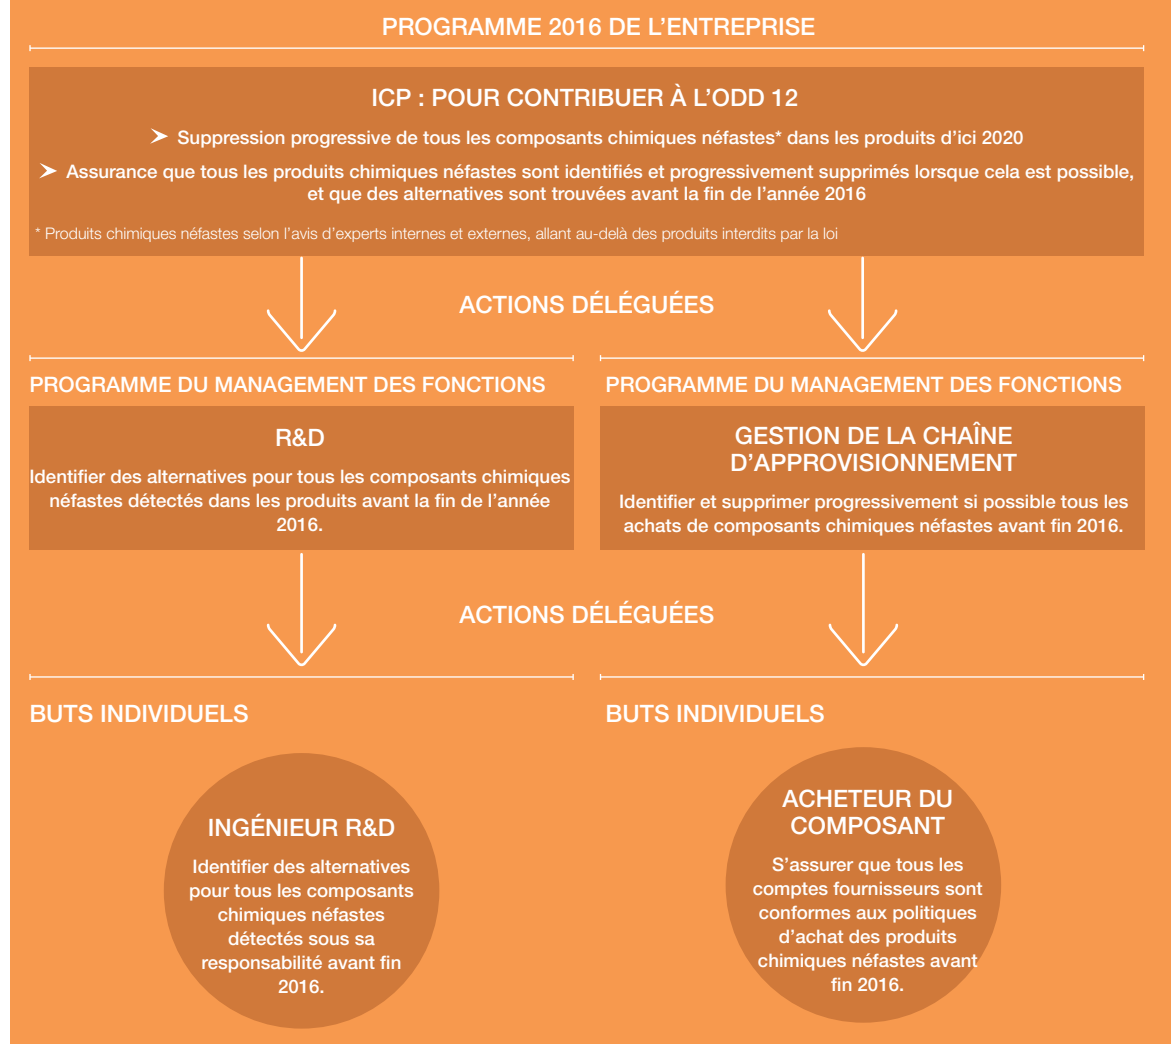 PROGRAMME 2016 DE L'ENTREPRISE
ICP : POUR CONTRIBUER À L'ODD 12
➤ Suppression progressive de tous les composants chimiques néfastes* dans les produits d'ici 2020
➤ Assurance que tous les produits chimiques néfastes sont identifiés et progressivement supprimés lorsque cela est possible,
et que des alternatives sont trouvées avant la fin de l'année 2016
* Produits chimiques néfastes selon l'avis d'experts internes et externes, allant au-delà des produits interdits par la loi
ACTIONS DÉLÉGUÉES
PROGRAMME DU MANAGEMENT DES FONCTIONS
R&D
Identifier des alternatives pour tous les composants chimiques
néfastes détectés dans les produits avant la fin de l'année
2016.
PROGRAMME DU MANAGEMENT DES FONCTIONS
GESTION DE LA CHAÎNE
D'APPROVISIONNEMENT
Identifier et supprimer progressivement si possible tous les
achats de composants chimiques néfastes avant fin 2016.
ACTIONS DÉLÉGUÉES
BUTS INDIVIDUELS
INGÉNIEUR R&D
Identifier des alternatives
pour tous les composants
chimiques néfastes
détectés sous sa
responsabilité avant fin
2016.
BUTS INDIVIDUELS
ACHETEUR DU
COMPOSANT
S'assurer que tous les
comptes fournisseurs sont
conformes aux politiques
d'achat des produits
chimiques néfastes avant
fin 2016.